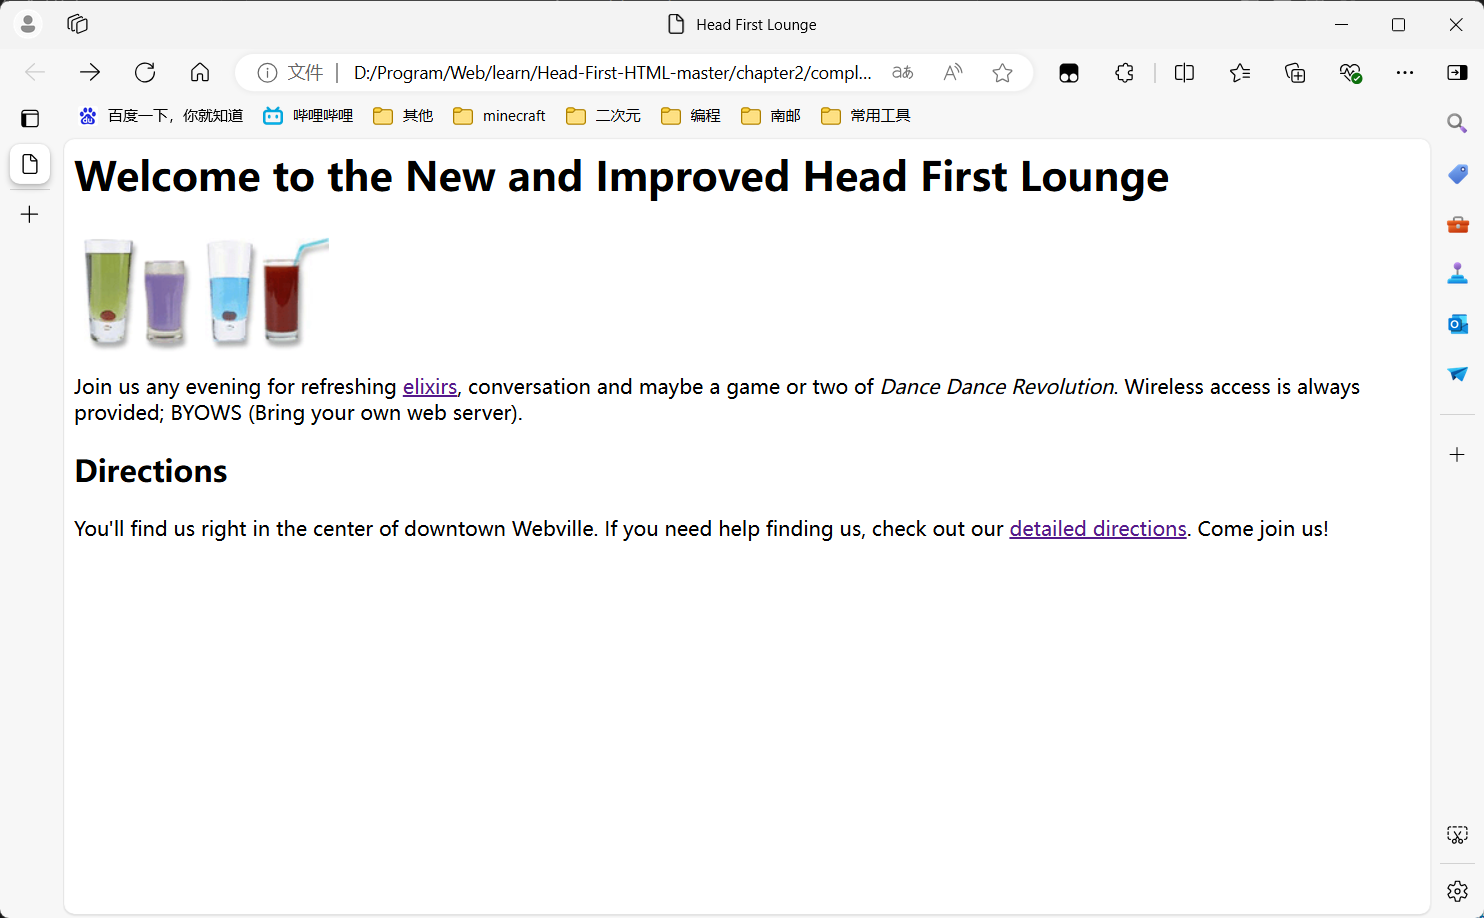 Head First Lounge
文件 D:/Program/Web/learn/Head-First-HTML-master/chapter2/compl... aあ A
百度一下，你就知道 哔哩哔哩 其他 minecraft 二次元 编程 南邮 常用工具
Welcome to the New and Improved Head First Lounge
Join us any evening for refreshing elixirs, conversation and maybe a game or two of Dance Dance Revolution. Wireless access is always
provided; BYOWS (Bring your own web server).
Directions
You'll find us right in the center of downtown Webville. If you need help finding us, check out our detailed directions. Come join us!